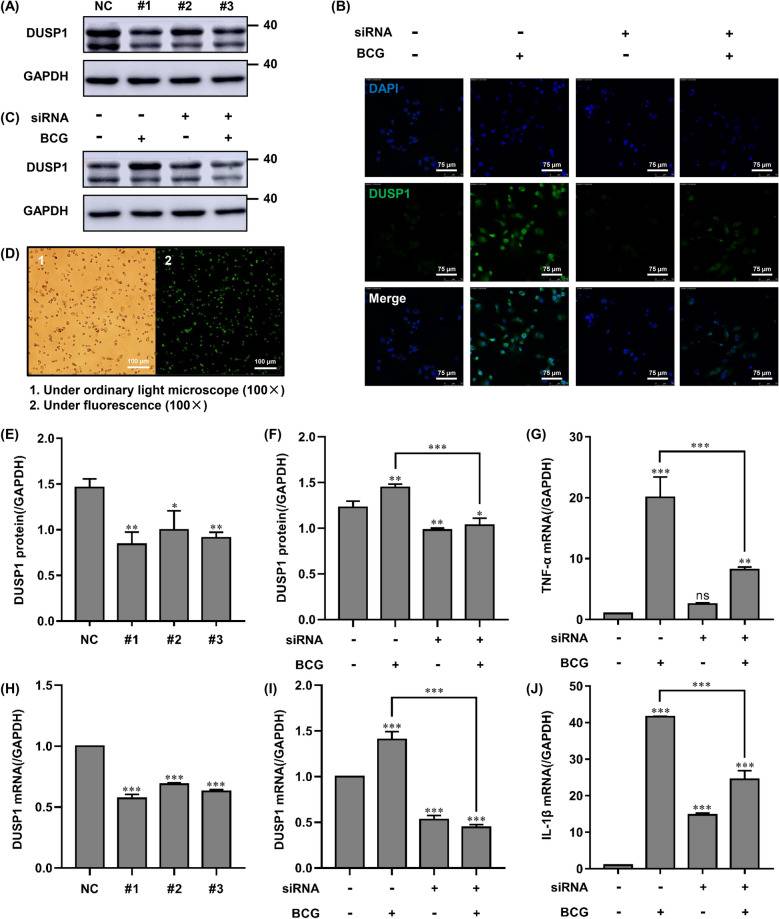 (A)
NC #1 #2 #3
DUSP1
40
GAPDH
40
(B)
siRNA - - + +
BCG - + - +
DAPI
75 μm 75 μm 75 μm 75 μm
DUSP1
75 μm 75 μm 75 μm 75 μm
Merge
75 μm 75 μm 75 μm 75 μm
(C)
siRNA - - + +
BCG - + - +
DUSP1
40
GAPDH
40
(D)
1 2
100 μm 100 μm
1. Under ordinary light microscope (100×)
2. Under fluorescence (100×)
(E)
DUSP1 protein(/GAPDH)
2.0
1.5
1.0
0.5
0.0
** * **
NC #1 #2 #3
(F)
DUSP1 protein(/GAPDH)
2.0
1.5
1.0
0.5
0.0
***
** ** *
siRNA - - + +
BCG - + - +
(G)
TNF-α mRNA(/GAPDH)
30
20
10
0
***
*** ns **
siRNA - - + +
BCG - + - +
(H)
DUSP1 mRNA(/GAPDH)
1.5
1.0
0.5
0.0
*** *** ***
NC #1 #2 #3
(I)
DUSP1 mRNA(/GAPDH)
2.0
1.5
1.0
0.5
0.0
***
*** *** ***
siRNA - - + +
BCG - + - +
(J)
IL-1β mRNA(/GAPDH)
50
40
30
20
10
0
***
*** *** ***
siRNA - - + +
BCG - + - +